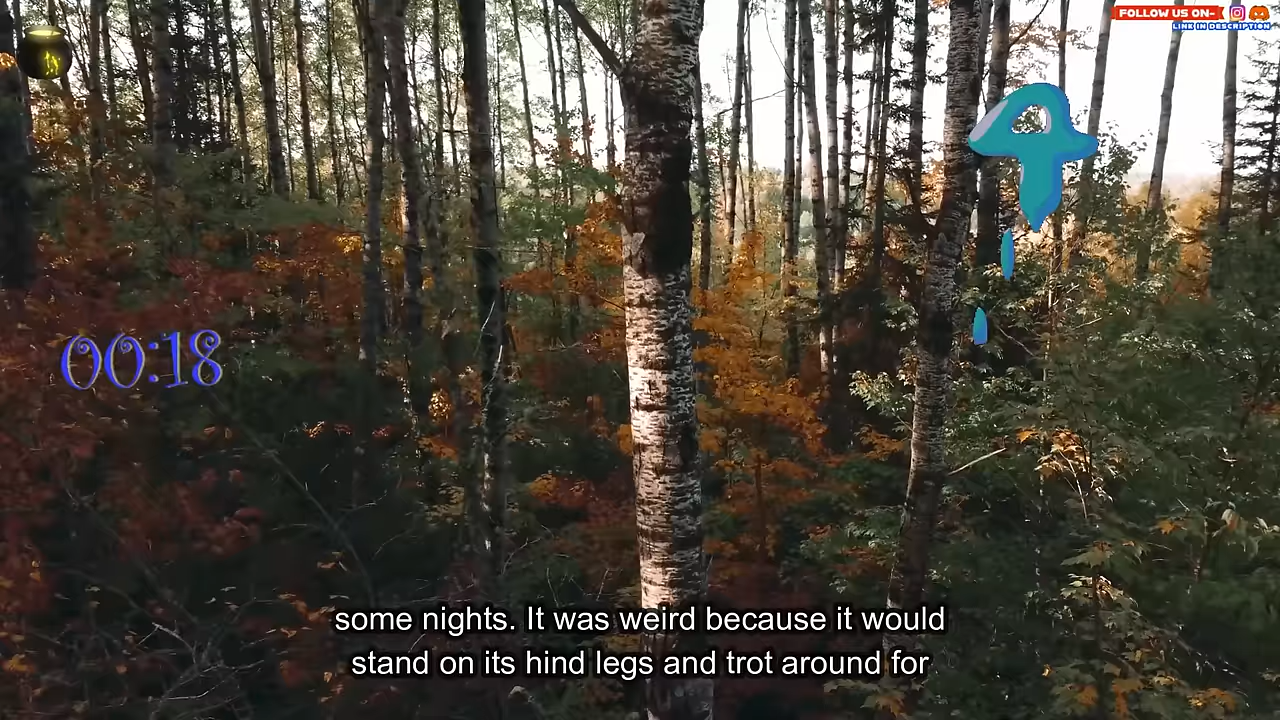 FOLLOW US ON-
LINK IN DESCRIPTION
00:18
some nights. It was weird because it would
stand on its hind legs and trot around for